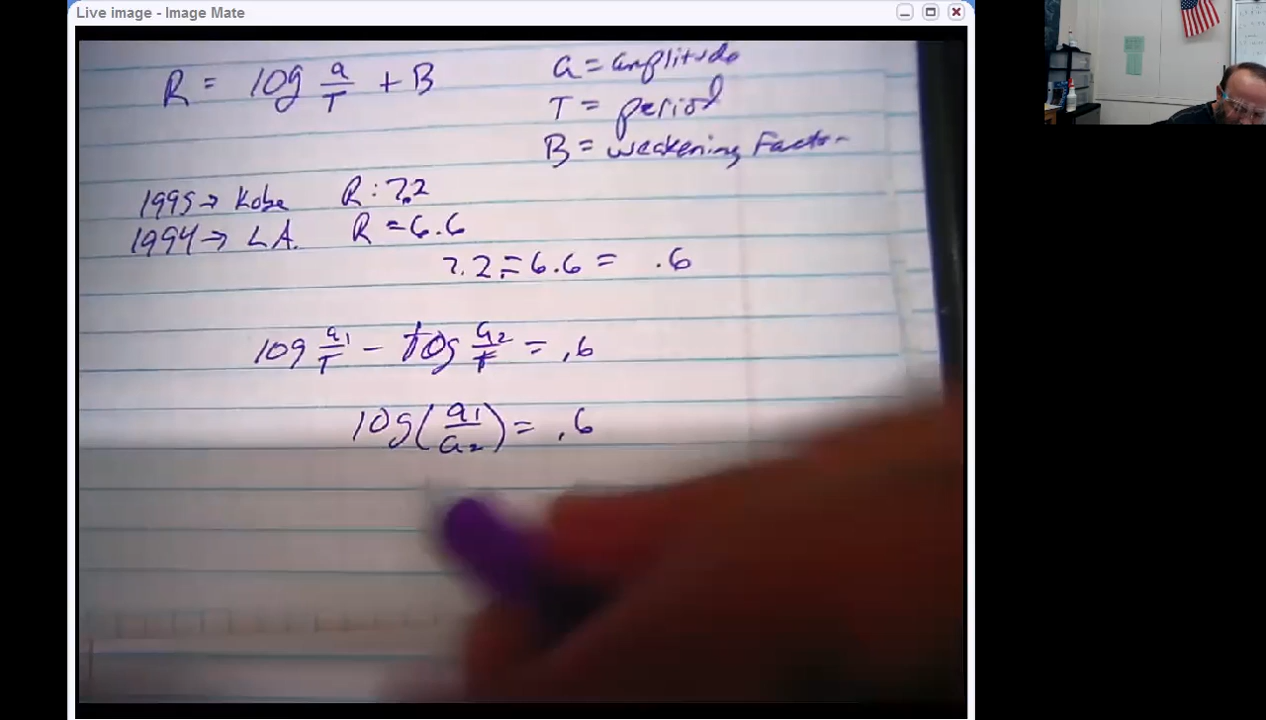 Live image - Image Mate
R = log a/T + B
a = amplitude
T = period
B = weakening Factor
1995 → Kobe R : 7.2
1994 → L A. R = 6.6
7.2 - 6.6 = .6
log a1/T - log a2/T = .6
log(a1/a2) = .6